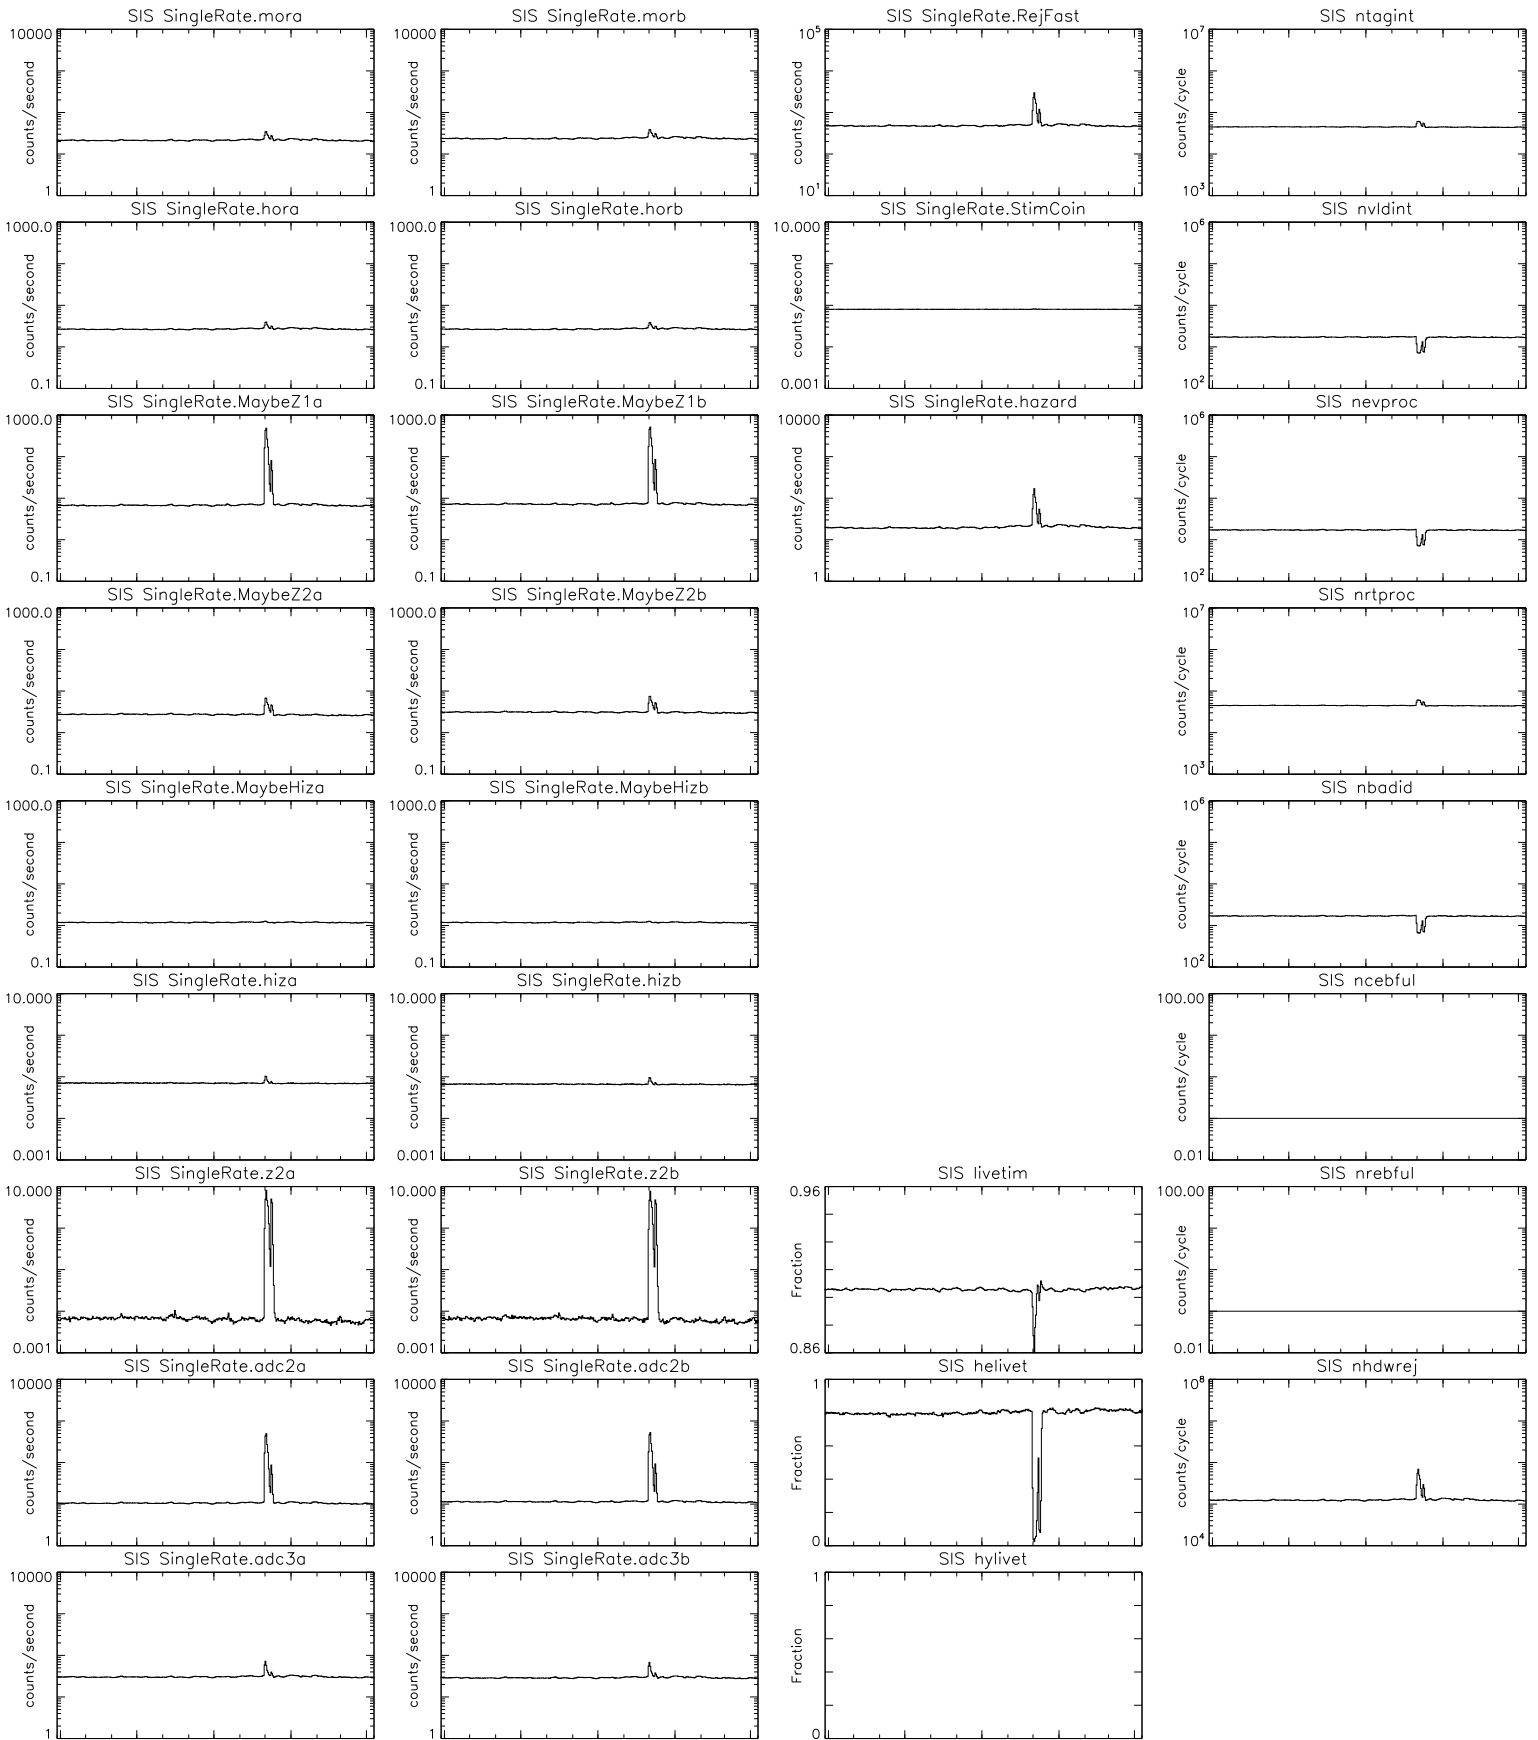 SIS SingleRate.mora
10000
counts/second
1
SIS SingleRate.morb
10000
counts/second
1
SIS SingleRate.RejFast
10^5
counts/second
10^1
SIS ntagint
10^7
counts/cycle
10^3
SIS SingleRate.hora
1000.0
counts/second
0.1
SIS SingleRate.horb
1000.0
counts/second
0.1
SIS SingleRate.StimCoin
10.000
counts/second
0.001
SIS nvldint
10^6
counts/cycle
10^2
SIS SingleRate.MaybeZ1a
1000.0
counts/second
0.1
SIS SingleRate.MaybeZ1b
1000.0
counts/second
0.1
SIS SingleRate.hazard
10000
counts/second
1
SIS nevproc
10^6
counts/cycle
10^2
SIS SingleRate.MaybeZ2a
1000.0
counts/second
0.1
SIS SingleRate.MaybeZ2b
1000.0
counts/second
0.1
SIS nrtproc
10^7
counts/cycle
10^3
SIS SingleRate.MaybeHiza
1000.0
counts/second
0.1
SIS SingleRate.MaybeHizb
1000.0
counts/second
0.1
SIS nbadid
10^6
counts/cycle
10^2
SIS SingleRate.hiza
10.000
counts/second
0.001
SIS SingleRate.hizb
10.000
counts/second
0.001
SIS ncebful
100.00
counts/cycle
0.01
SIS SingleRate.z2a
10.000
counts/second
0.001
SIS SingleRate.z2b
10.000
counts/second
0.001
SIS livetim
0.96
Fraction
0.86
SIS nrebful
100.00
counts/cycle
0.01
SIS SingleRate.adc2a
10000
counts/second
1
SIS SingleRate.adc2b
10000
counts/second
1
SIS helivet
1
Fraction
0
SIS nhdwrej
10^8
counts/cycle
10^4
SIS SingleRate.adc3a
10000
counts/second
1
SIS SingleRate.adc3b
10000
counts/second
1
SIS hylivet
1
Fraction
0